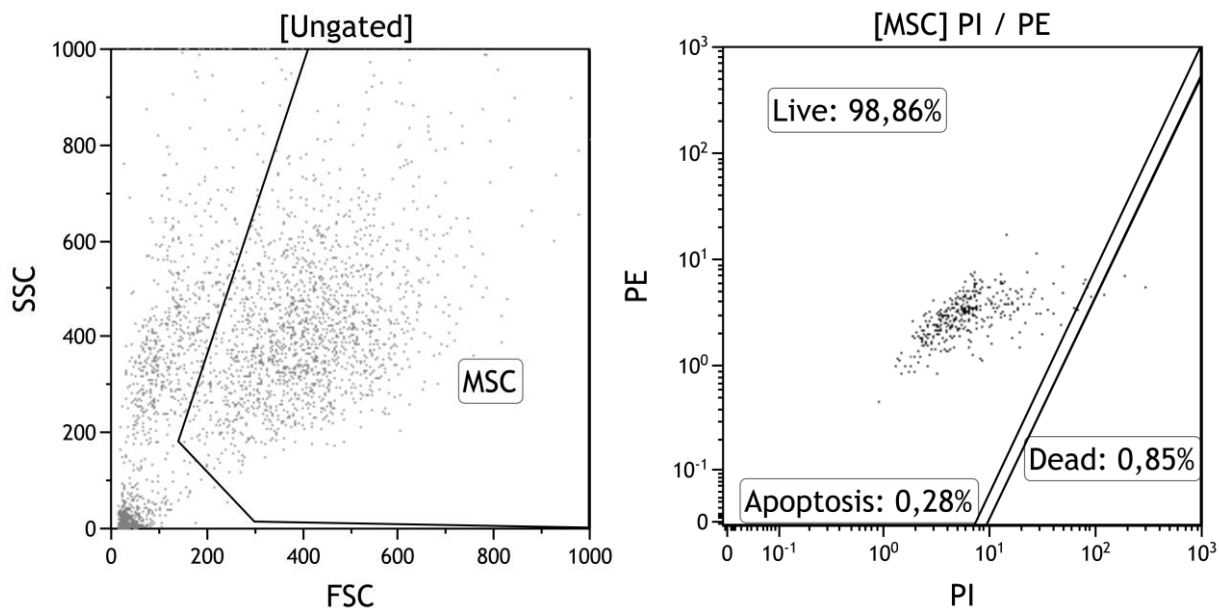 [Ungated]
1000
800
600
400
200
0
SSC
MSC
0 200 400 600 800 1000
FSC
[MSC] PI / PE
10³
10²
10¹
10⁰
10⁻¹
0
PE
Live: 98,86%
Dead: 0,85%
Apoptosis: 0,28%
0 10⁻¹ 10⁰ 10¹ 10² 10³
PI